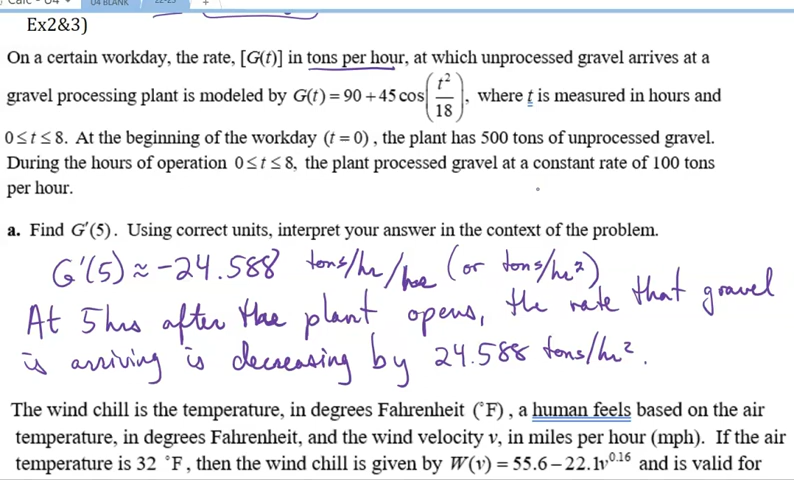 Calc - U4
U4 BLANK
22-23
+
Ex2&3)
On a certain workday, the rate, [G(t)] in tons per hour, at which unprocessed gravel arrives at a
gravel processing plant is modeled by G(t) = 90 + 45 cos(t²/18), where t is measured in hours and
0 ≤ t ≤ 8. At the beginning of the workday (t = 0), the plant has 500 tons of unprocessed gravel.
During the hours of operation 0 ≤ t ≤ 8, the plant processed gravel at a constant rate of 100 tons
per hour.
a. Find G′(5). Using correct units, interpret your answer in the context of the problem.
G'(5) ≈ -24.588 tons/hr/hr (or tons/hr²)
At 5 hrs after the plant opens, the rate that gravel
is arriving is decreasing by 24.588 tons/hr².
The wind chill is the temperature, in degrees Fahrenheit (°F), a human feels based on the air
temperature, in degrees Fahrenheit, and the wind velocity v, in miles per hour (mph). If the air
temperature is 32 °F, then the wind chill is given by W(v) = 55.6 – 22.1v^0.16 and is valid for